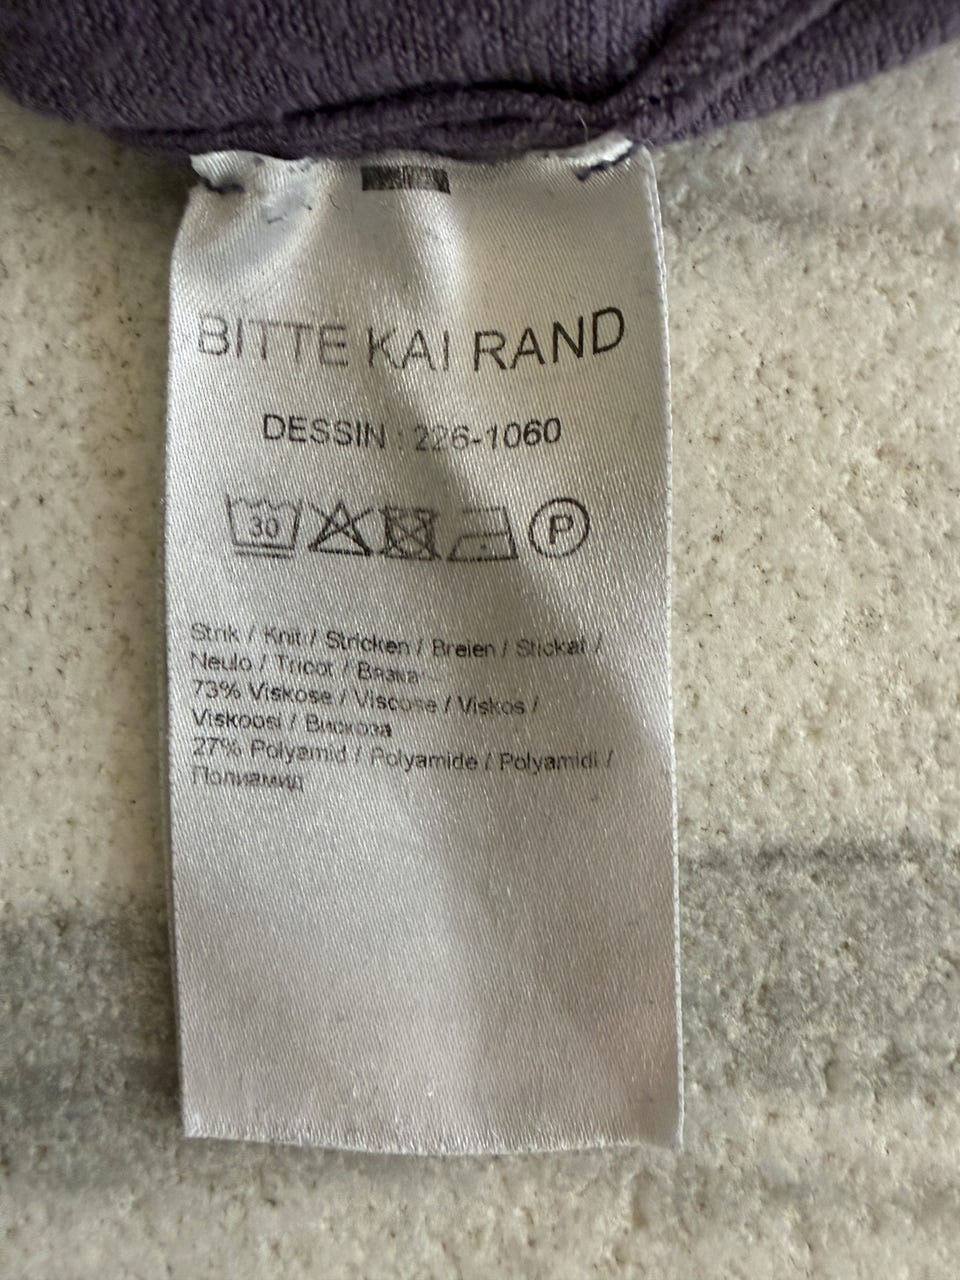 BITTE KAI RAND
DESSIN : 226-1060
30 P
Strik / Knit / Stricken / Breien / Stickat /
Neulo / Tricot / Вязка
73% Viskose / Viscose / Viskos /
Viskoosi / Вискоза
27% Polyamid / Polyamide / Polyamidi /
Полиамид